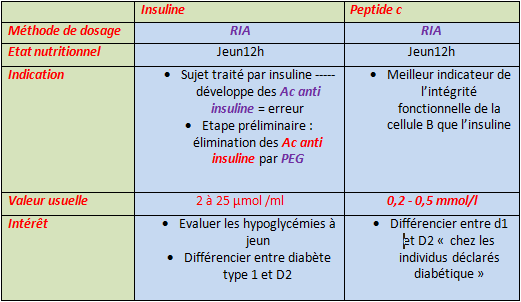 Insuline Peptide c
Méthode de dosage RIA RIA
Etat nutritionnel Jeun12h Jeun12h
Indication
• Sujet traité par insuline -----
développe des Ac anti
insuline = erreur
• Etape préliminaire :
élimination des Ac anti
insuline par PEG
• Meilleur indicateur de
l'intégrité
fonctionnelle de la
cellule B que l'insuline
Valeur usuelle 2 à 25 µmol /ml 0,2 - 0,5 mmol/l
Intérêt
• Evaluer les hypoglycémies à
jeun
• Différencier entre diabète
type 1 et D2
• Différencier entre d1
et D2 « chez les
individus déclarés
diabétique »